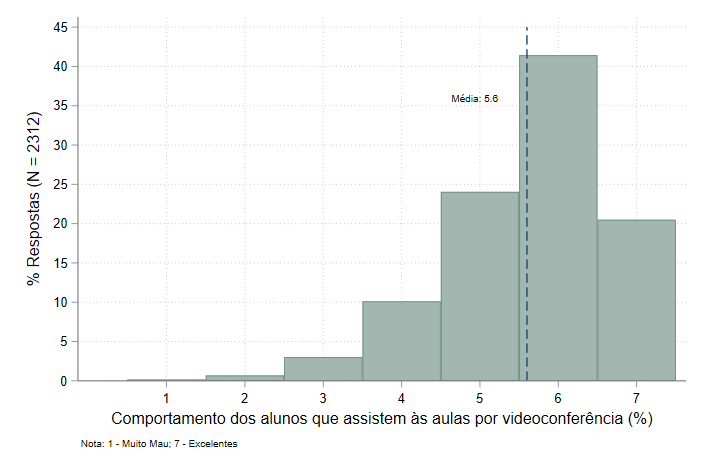 45
40
35
30
25
20
15
10
5
0
% Respostas (N = 2312)
Média: 5.6
1 2 3 4 5 6 7
Comportamento dos alunos que assistem às aulas por videoconferência (%)
Nota: 1 - Muito Mau; 7 - Excelentes